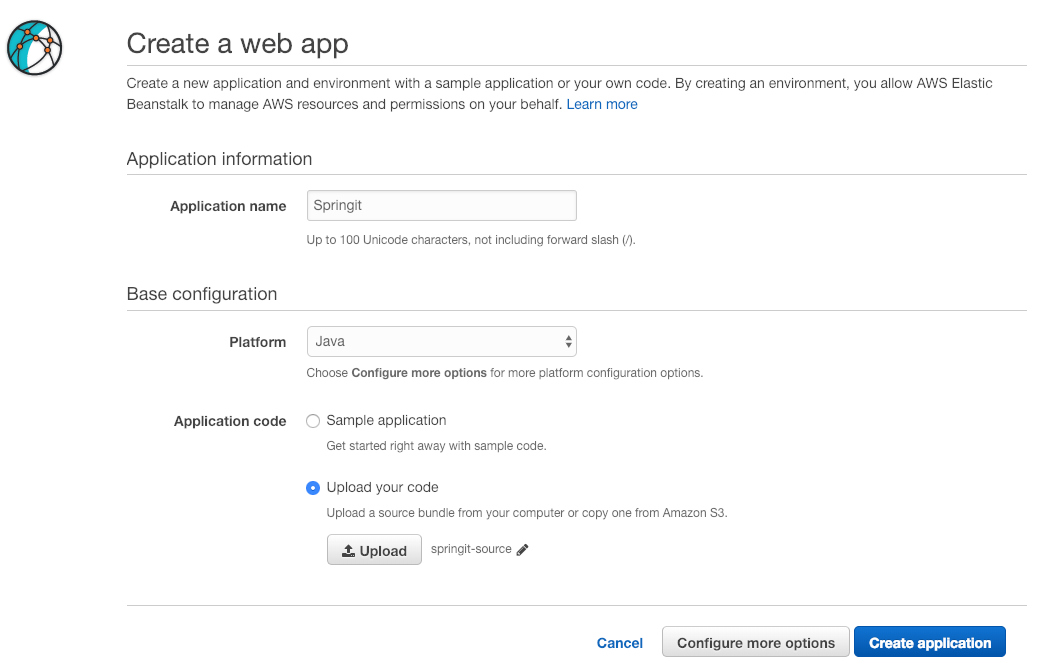 Create a web app
Create a new application and environment with a sample application or your own code. By creating an environment, you allow AWS Elastic
Beanstalk to manage AWS resources and permissions on your behalf. Learn more
Application information
Application name
Springit
Up to 100 Unicode characters, not including forward slash (/).
Base configuration
Platform
Java
Choose Configure more options for more platform configuration options.
Application code
Sample application
Get started right away with sample code.
Upload your code
Upload a source bundle from your computer or copy one from Amazon S3.
Upload
springit-source
Cancel
Configure more options
Create application